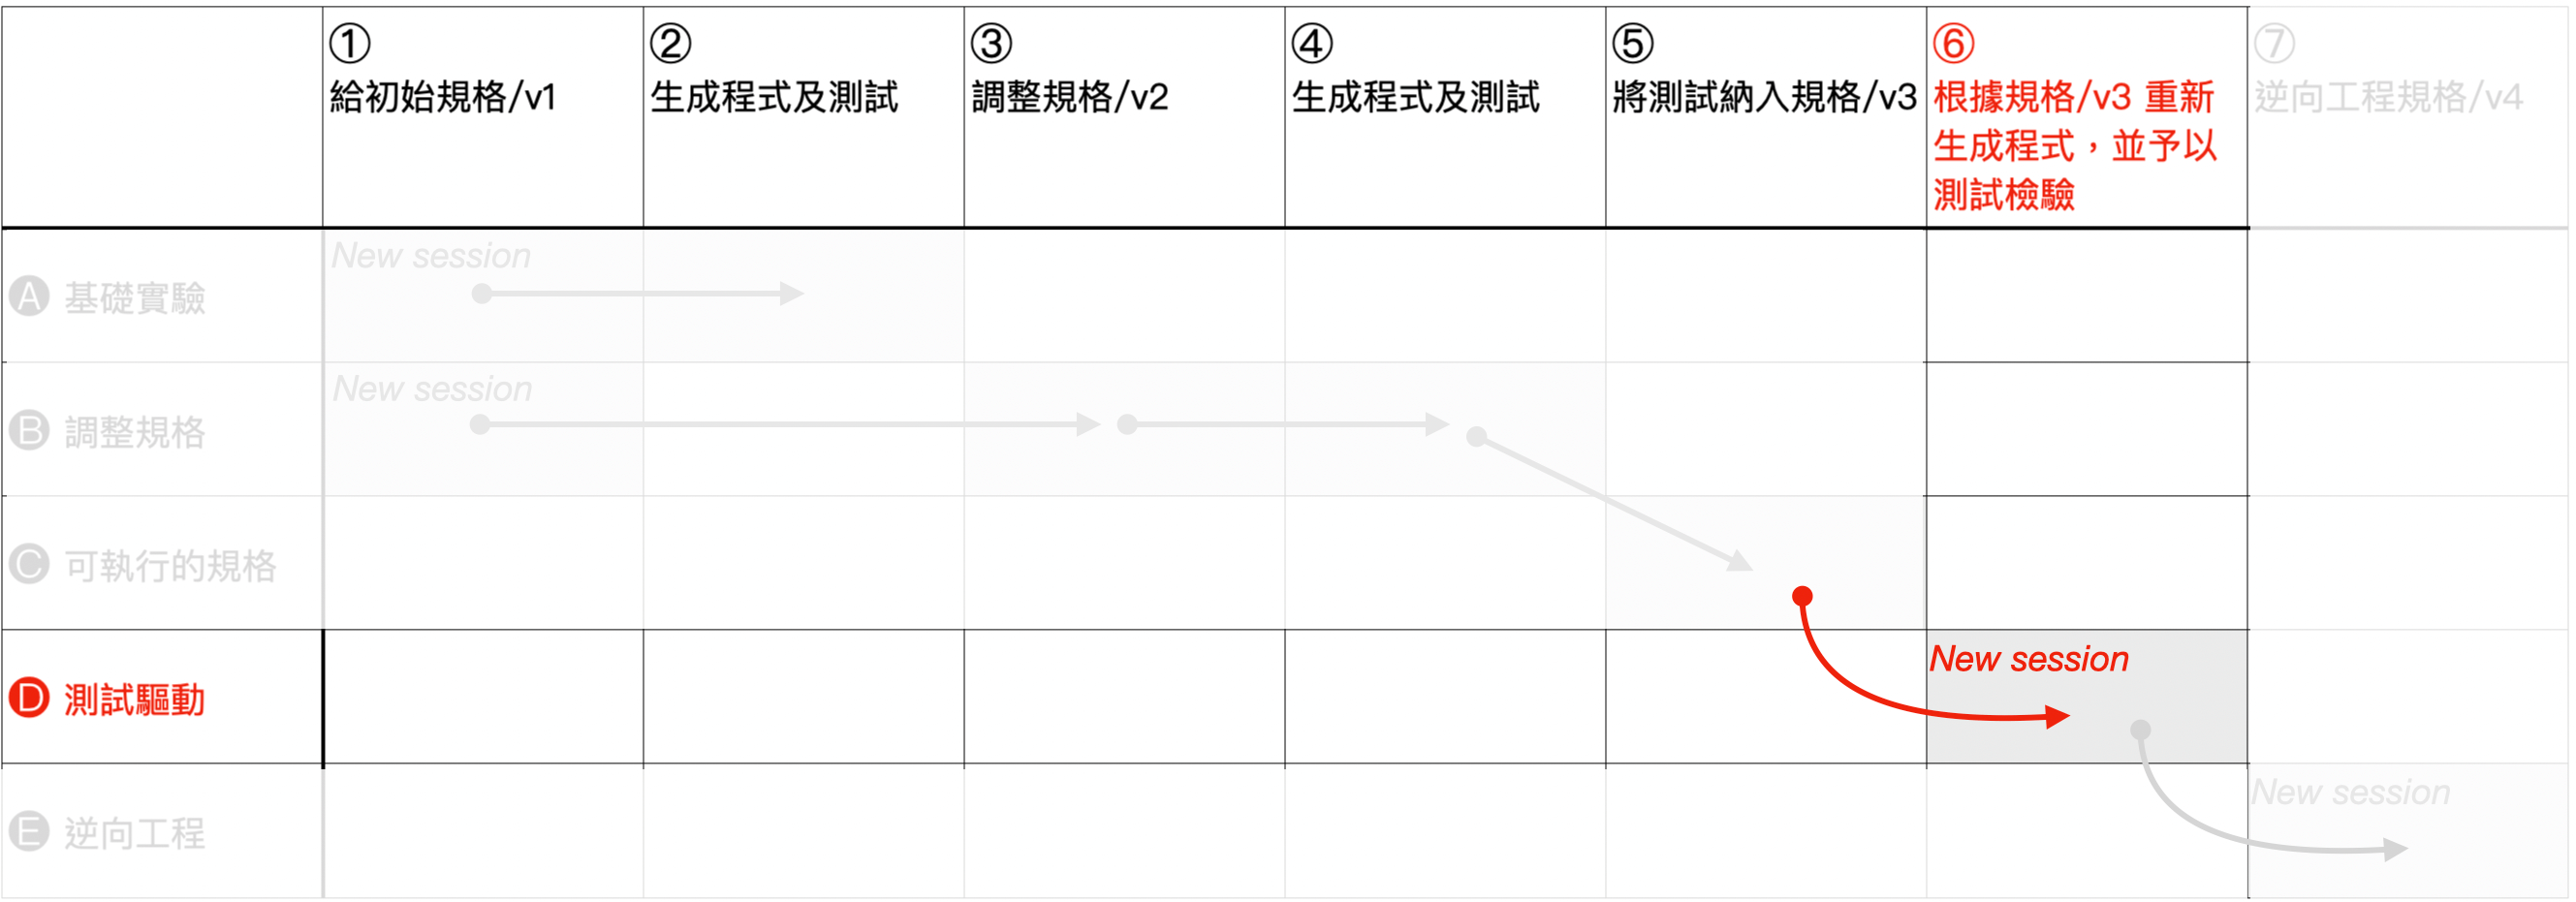 ①
給初始規格/v1
②
生成程式及測試
③
調整規格/v2
④
生成程式及測試
⑤
將測試納入規格/v3
⑥
根據規格/v3 重新
生成程式，並予以
測試檢驗
⑦
逆向工程規格/v4
A 基礎實驗
New session
B 調整規格
New session
C 可執行的規格
D 測試驅動
New session
E 逆向工程
New session